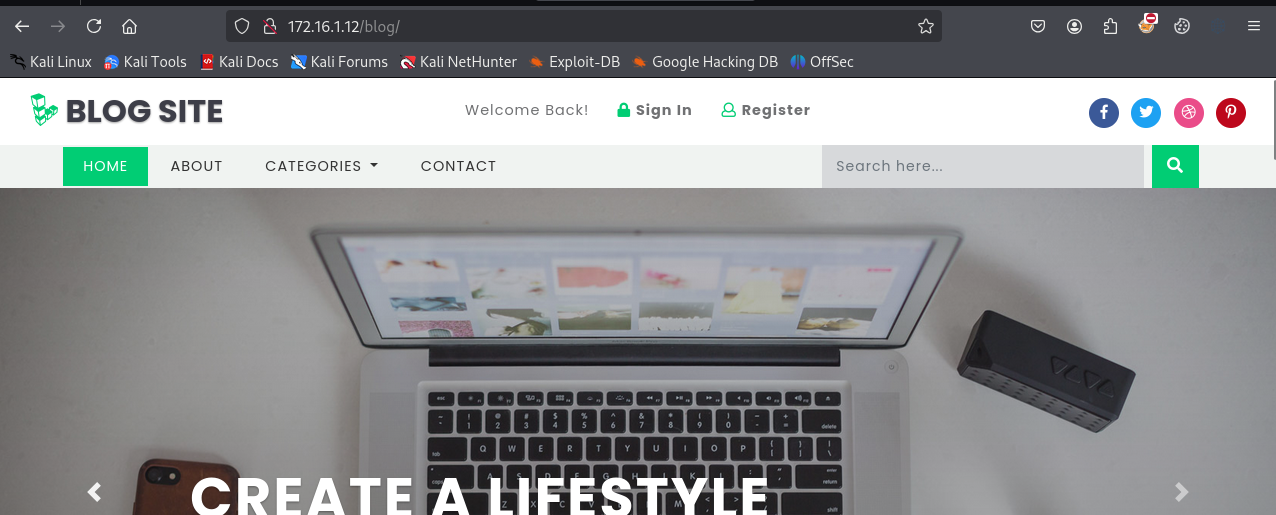 172.16.1.12/blog/
Kali Linux Kali Tools Kali Docs Kali Forums Kali NetHunter Exploit-DB Google Hacking DB OffSec
BLOG SITE Welcome Back! Sign In Register
HOME ABOUT CATEGORIES CONTACT Search here...
CREATE A LIFESTYLE